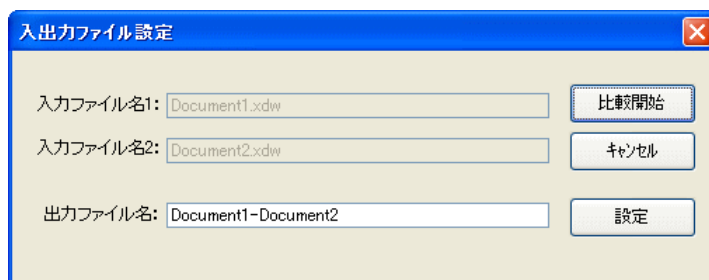 入出力ファイル設定
入力ファイル名1: Document1.xdw 比較開始
入力ファイル名2: Document2.xdw キャンセル
出力ファイル名: Document1-Document2 設定